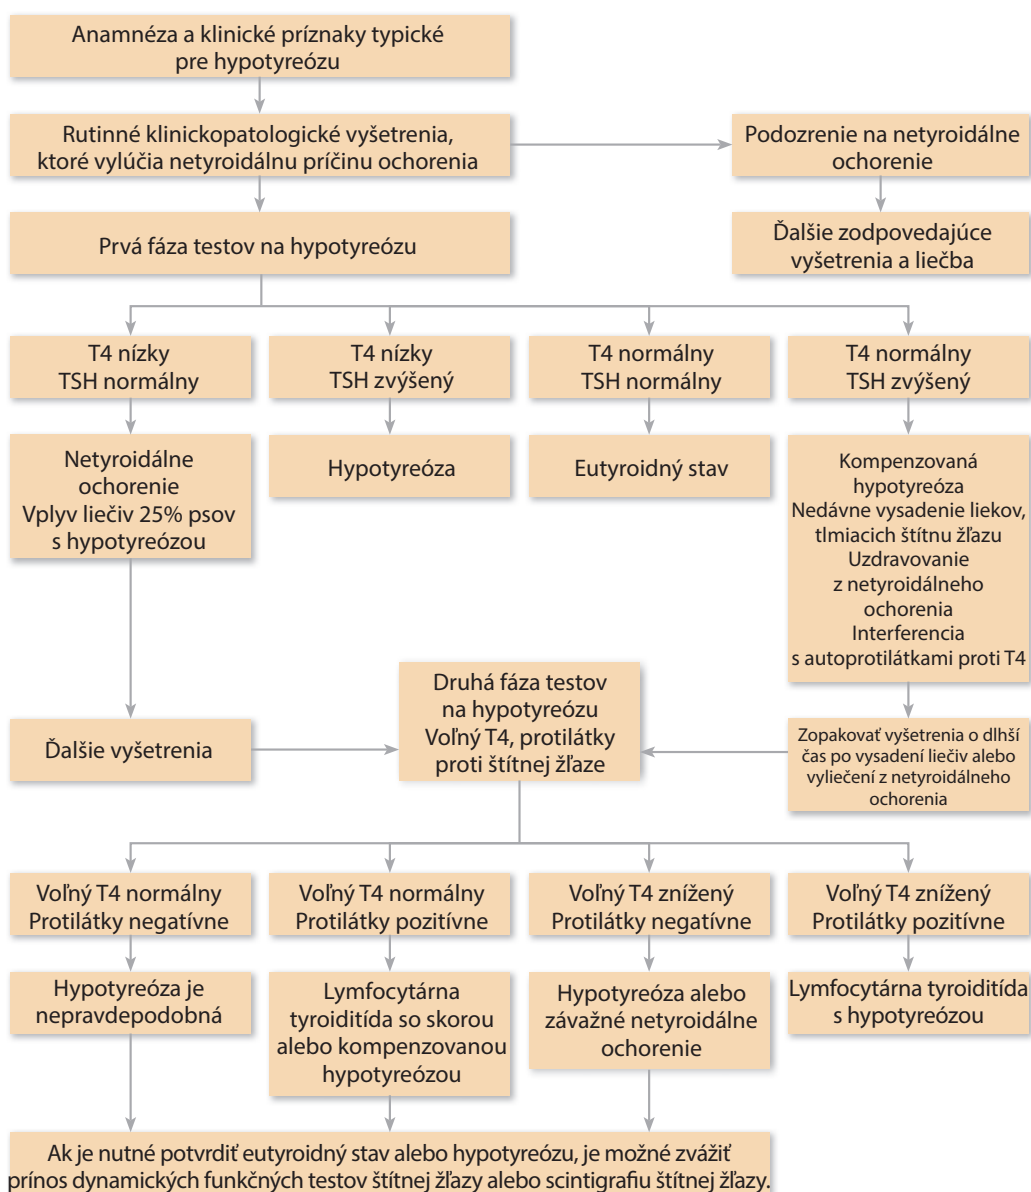 Anamnéza a klinické príznaky typické
pre hypotyreózu
Rutinné klinickopatologické vyšetrenia,
ktoré vylúčia netyroidálnu príčinu ochorenia
Podozrenie na netyroidálne
ochorenie
Prvá fáza testov na hypotyreózu
Ďalšie zodpovedajúce
vyšetrenia a liečba
T4 nízky
TSH normálny
T4 nízky
TSH zvýšený
T4 normálny
TSH normálny
T4 normálny
TSH zvýšený
Netyroidálne
ochorenie
Vplyv liečiv 25% psov
s hypotyreózou
Hypotyreóza
Eutyroidný stav
Kompenzovaná
hypotyreóza
Nedávne vysadenie liekov,
tlmiacich štítnu žľazu
Uzdravovanie
z netyroidálneho
ochorenia
Interferencia
s autoprotilátkami proti T4
Ďalšie vyšetrenia
Druhá fáza testov
na hypotyreózu
Voľný T4, protilátky
proti štítnej žľaze
Zopakovať vyšetrenia o dlhší
čas po vysadení liečiv alebo
vyliečení z netyroidálneho
ochorenia
Voľný T4 normálny
Protilátky negatívne
Voľný T4 normálny
Protilátky pozitívne
Voľný T4 znížený
Protilátky negatívne
Voľný T4 znížený
Protilátky pozitívne
Hypotyreóza je
nepravdepodobná
Lymfocytárna
tyroiditída so skorou
alebo kompenzovanou
hypotyreózou
Hypotyreóza alebo
závažné netyroidálne
ochorenie
Lymfocytárna tyroiditída
s hypotyreózou
Ak je nutné potvrdiť eutyroidný stav alebo hypotyreózu, je možné zvážiť
prínos dynamických funkčných testov štítnej žľazy alebo scintigrafiu štítnej žľazy.